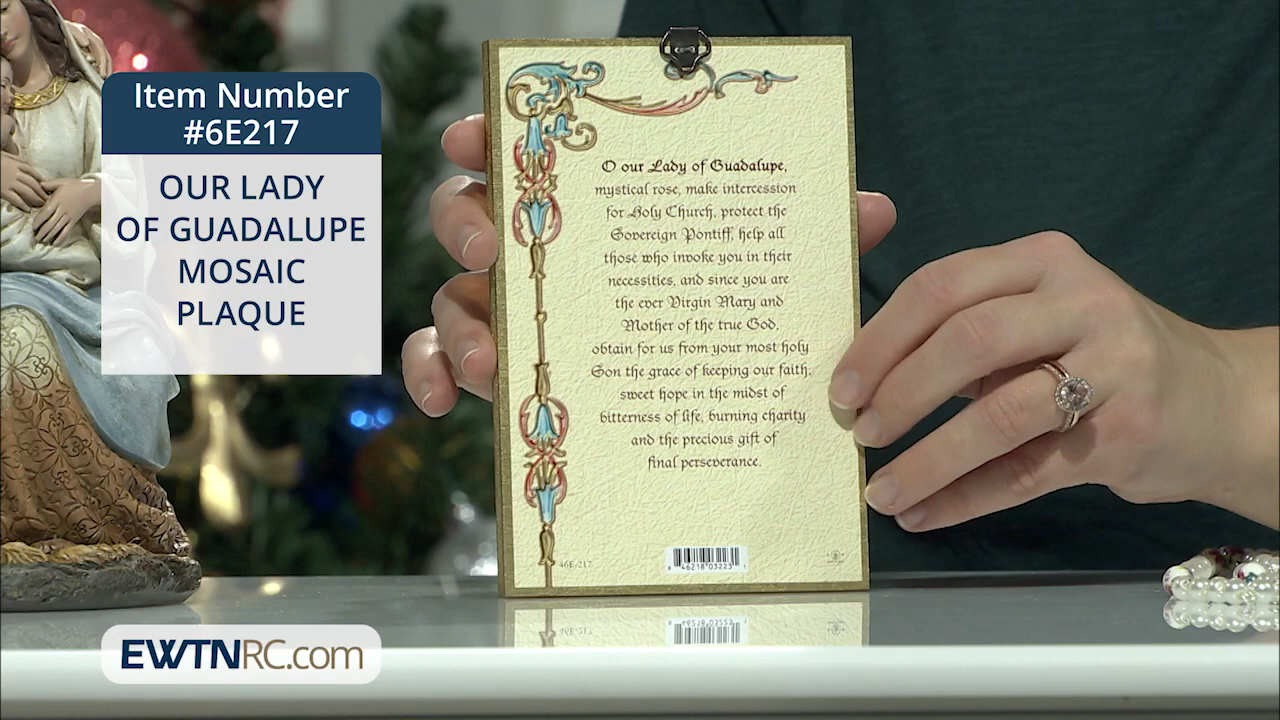 Item Number
#6E217
OUR LADY
OF GUADALUPE
MOSAIC
PLAQUE
O our Lady of Guadalupe,
mystical rose, make intercession
for Holy Church, protect the
Sovereign Pontiff, help all
those who invoke you in their
necessities, and since you are
the ever Virgin Mary and
Mother of the true God,
obtain for us from your most holy
Son the grace of keeping our faith,
sweet hope in the midst of
bitterness of life, burning charity
and the precious gift of
final perseverance.
46E-217
8 46218 03223 1
EWTNRC.com